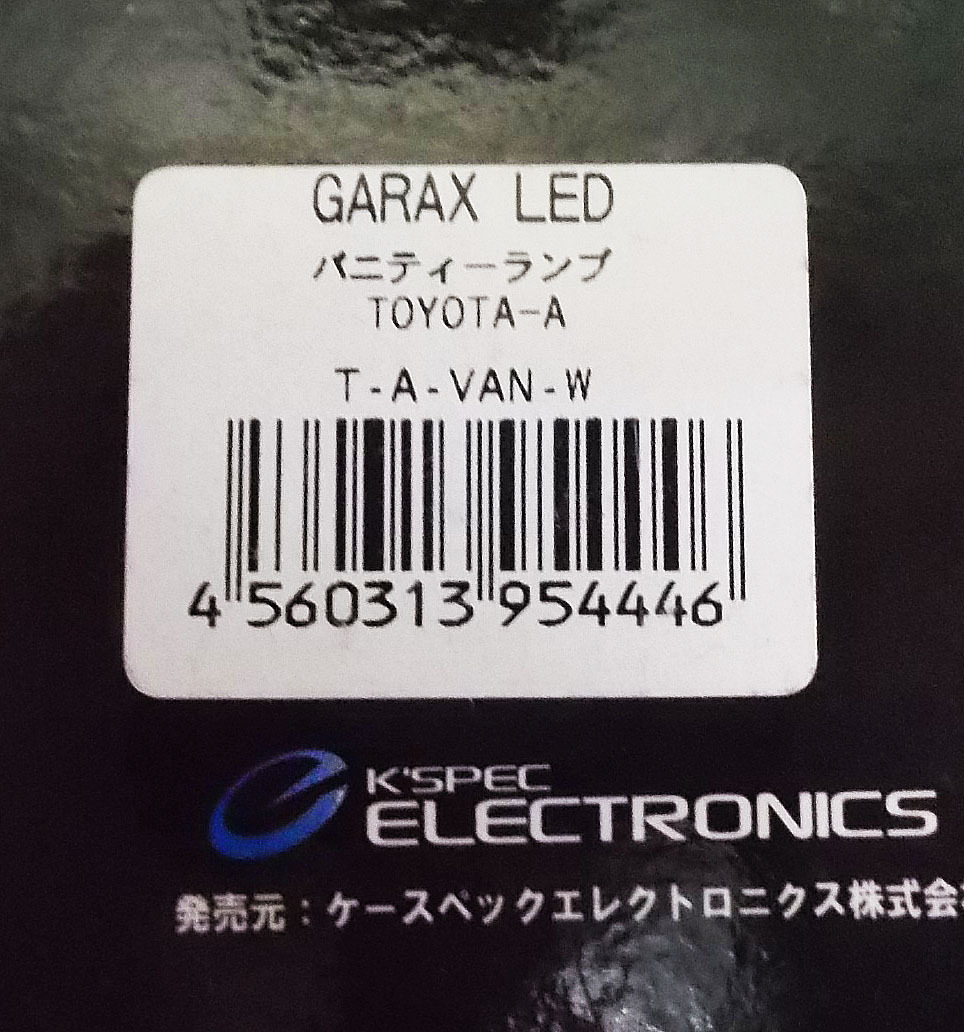 GARAX LED
バニティーランプ
TOYOTA-A
T-A-VAN-W
4 560313 954446
K'SPEC
ELECTRONICS
発売元：ケースペックエレクトロニクス株式会